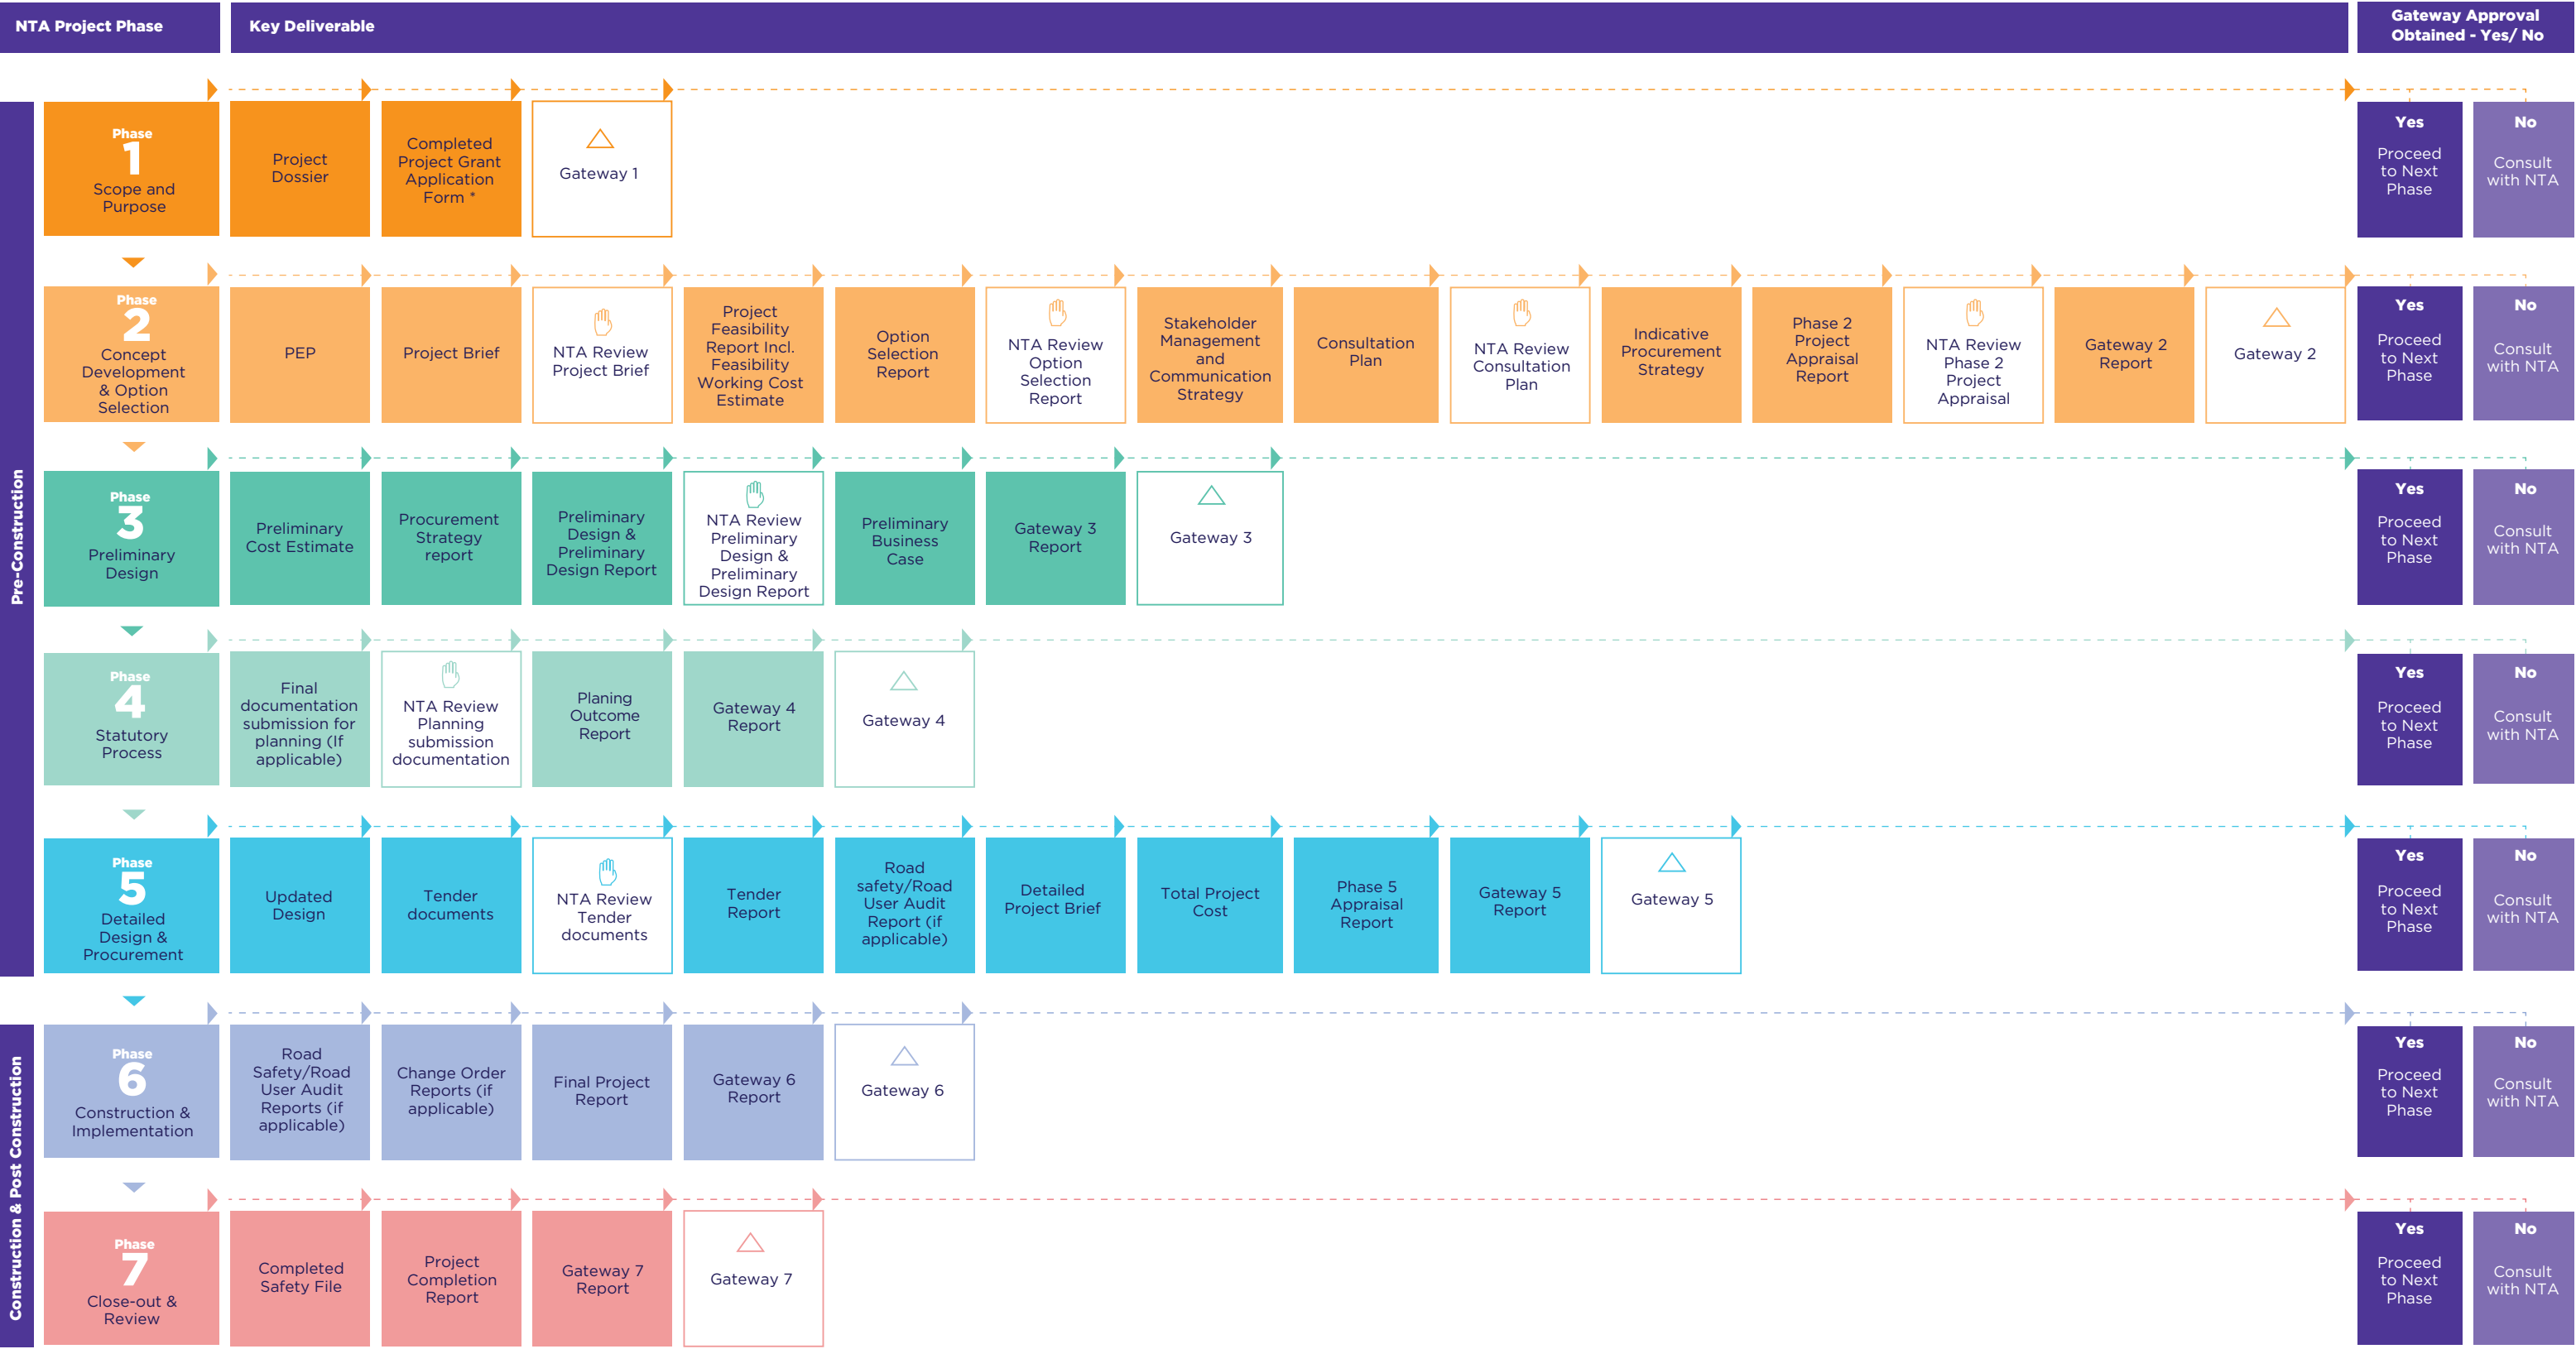 NTA Project Phase
Key Deliverable
Gateway Approval
Obtained - Yes/ No
Pre-Construction
Phase
1
Scope and
Purpose
Project
Dossier
Completed
Project Grant
Application
Form *
Gateway 1
Yes
Proceed
to Next
Phase
No
Consult
with NTA
Phase
2
Concept
Development
& Option
Selection
PEP
Project Brief
NTA Review
Project Brief
Project
Feasibility
Report Incl.
Feasibility
Working Cost
Estimate
Option
Selection
Report
NTA Review
Option
Selection
Report
Stakeholder
Management
and
Communication
Strategy
Consultation
Plan
NTA Review
Consultation
Plan
Indicative
Procurement
Strategy
Phase 2
Project
Appraisal
Report
NTA Review
Phase 2
Project
Appraisal
Gateway 2
Report
Gateway 2
Yes
Proceed
to Next
Phase
No
Consult
with NTA
Phase
3
Preliminary
Design
Preliminary
Cost Estimate
Procurement
Strategy
report
Preliminary
Design &
Preliminary
Design Report
NTA Review
Preliminary
Design &
Preliminary
Design Report
Preliminary
Business
Case
Gateway 3
Report
Gateway 3
Yes
Proceed
to Next
Phase
No
Consult
with NTA
Phase
4
Statutory
Process
Final
documentation
submission for
planning (If
applicable)
NTA Review
Planning
submission
documentation
Planing
Outcome
Report
Gateway 4
Report
Gateway 4
Yes
Proceed
to Next
Phase
No
Consult
with NTA
Phase
5
Detailed
Design &
Procurement
Updated
Design
Tender
documents
NTA Review
Tender
documents
Tender
Report
Road
safety/Road
User Audit
Report (if
applicable)
Detailed
Project Brief
Total Project
Cost
Phase 5
Appraisal
Report
Gateway 5
Report
Gateway 5
Yes
Proceed
to Next
Phase
No
Consult
with NTA
Construction & Post Construction
Phase
6
Construction &
Implementation
Road
Safety/Road
User Audit
Reports (if
applicable)
Change Order
Reports (if
applicable)
Final Project
Report
Gateway 6
Report
Gateway 6
Yes
Proceed
to Next
Phase
No
Consult
with NTA
Phase
7
Close-out &
Review
Completed
Safety File
Project
Completion
Report
Gateway 7
Report
Gateway 7
Yes
Proceed
to Next
Phase
No
Consult
with NTA